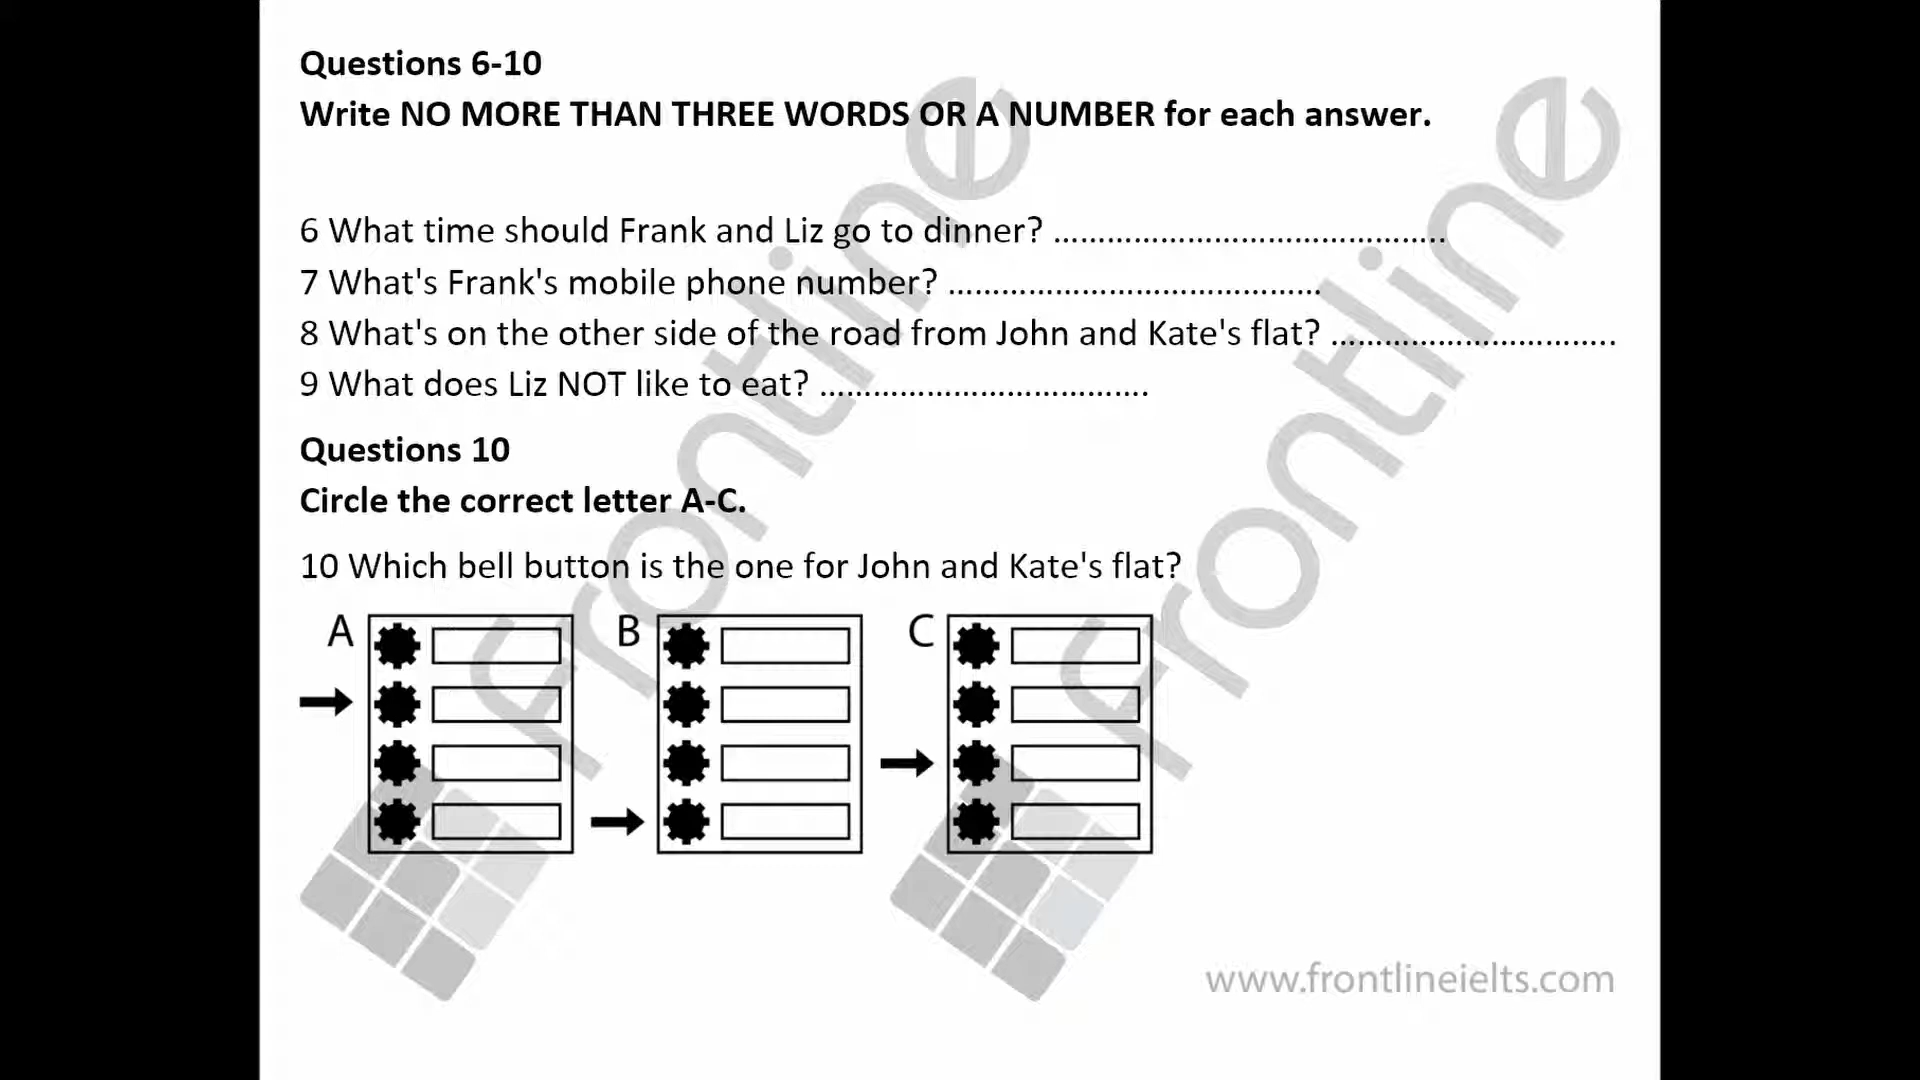 Questions 6-10
Write NO MORE THAN THREE WORDS OR A NUMBER for each answer.
6 What time should Frank and Liz go to dinner? ............................................
7 What's Frank's mobile phone number? ..........................................
8 What's on the other side of the road from John and Kate's flat? ................................
9 What does Liz NOT like to eat? .....................................
Questions 10
Circle the correct letter A-C.
10 Which bell button is the one for John and Kate's flat?
A B C
frontline frontline
www.frontlineielts.com